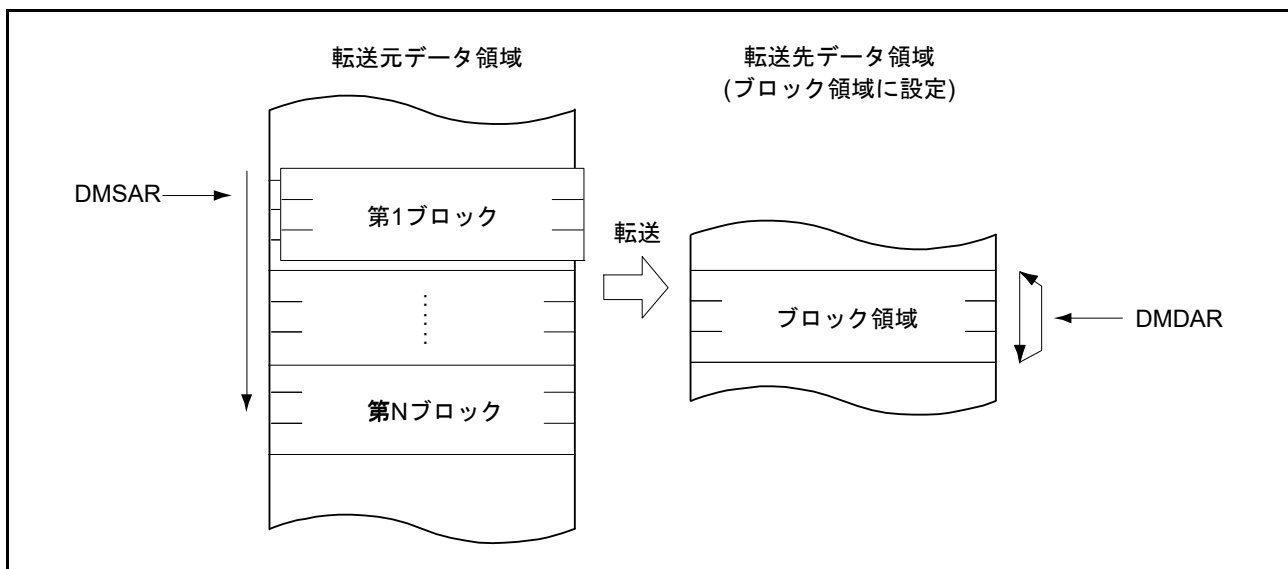 転送元データ領域
転送先データ領域
(ブロック領域に設定)
DMSAR
第1ブロック
転送
ブロック領域
DMDAR
第Nブロック